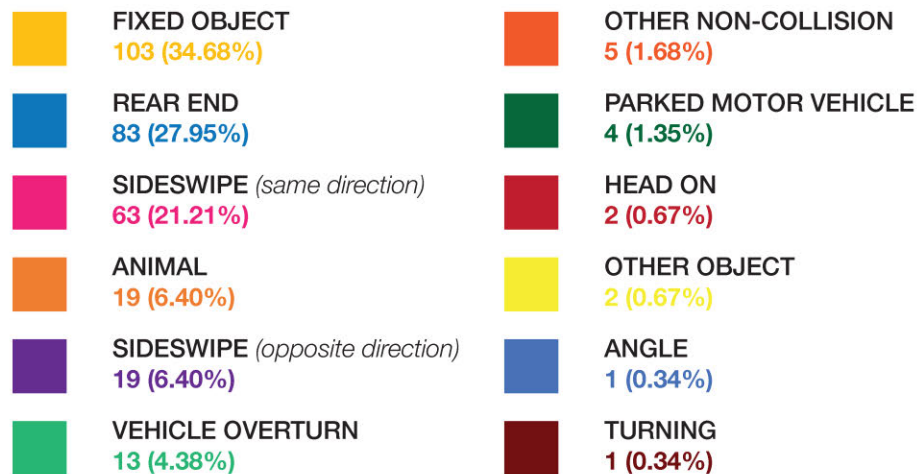 FIXED OBJECT
103 (34.68%)
REAR END
83 (27.95%)
SIDESWIPE (same direction)
63 (21.21%)
ANIMAL
19 (6.40%)
SIDESWIPE (opposite direction)
19 (6.40%)
VEHICLE OVERTURN
13 (4.38%)
OTHER NON-COLLISION
5 (1.68%)
PARKED MOTOR VEHICLE
4 (1.35%)
HEAD ON
2 (0.67%)
OTHER OBJECT
2 (0.67%)
ANGLE
1 (0.34%)
TURNING
1 (0.34%)